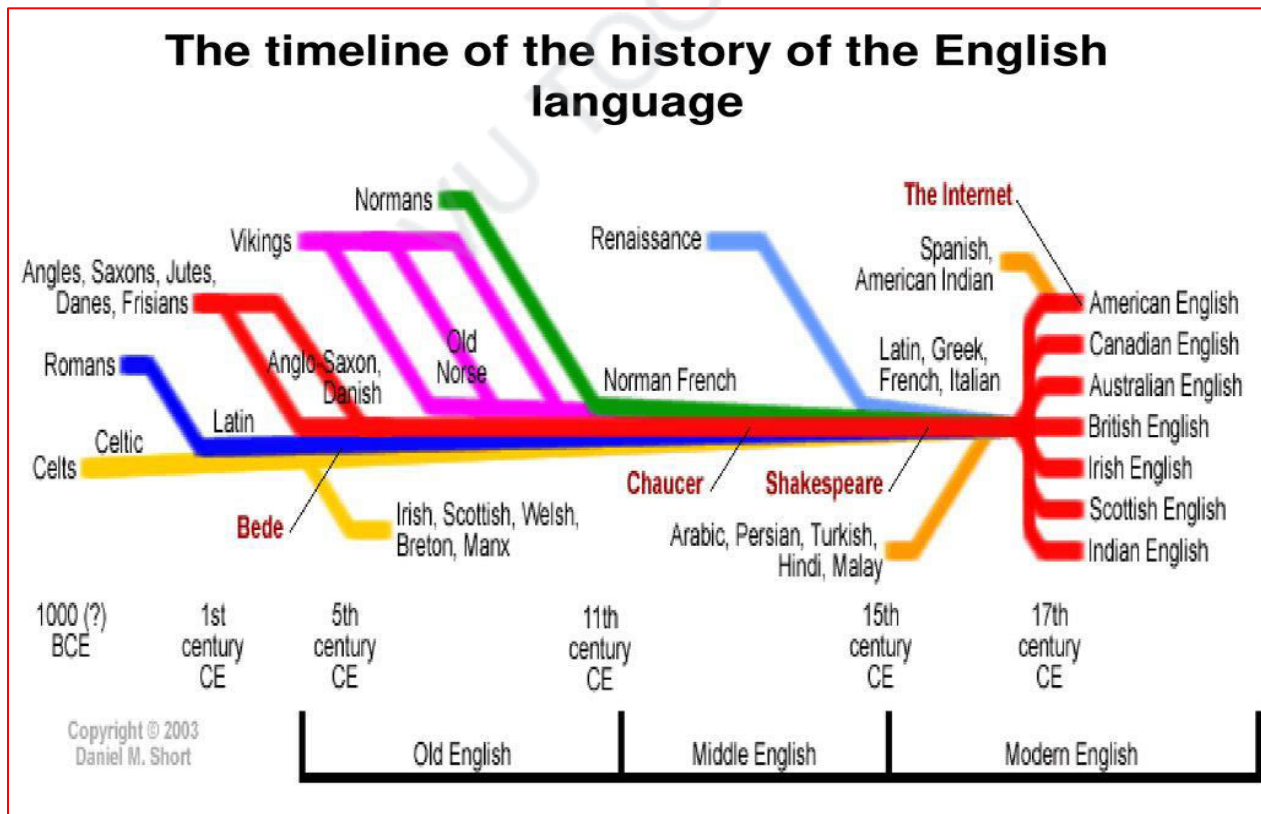 The timeline of the history of the English
language
Normans
Vikings
Angles, Saxons, Jutes,
Danes, Frisians
Romans
Celts
Celtic
Latin
Anglo-Saxon,
Danish
Old
Norse
Norman French
Renaissance
Latin, Greek,
French, Italian
The Internet
Spanish,
American Indian
American English
Canadian English
Australian English
British English
Irish English
Scottish English
Indian English
Bede
Irish, Scottish, Welsh,
Breton, Manx
Chaucer
Shakespeare
Arabic, Persian, Turkish,
Hindi, Malay
1000 (?)
BCE
1st
century
CE
5th
century
CE
11th
century
CE
15th
century
CE
17th
century
CE
Copyright © 2003
Daniel M. Short
Old English
Middle English
Modern English